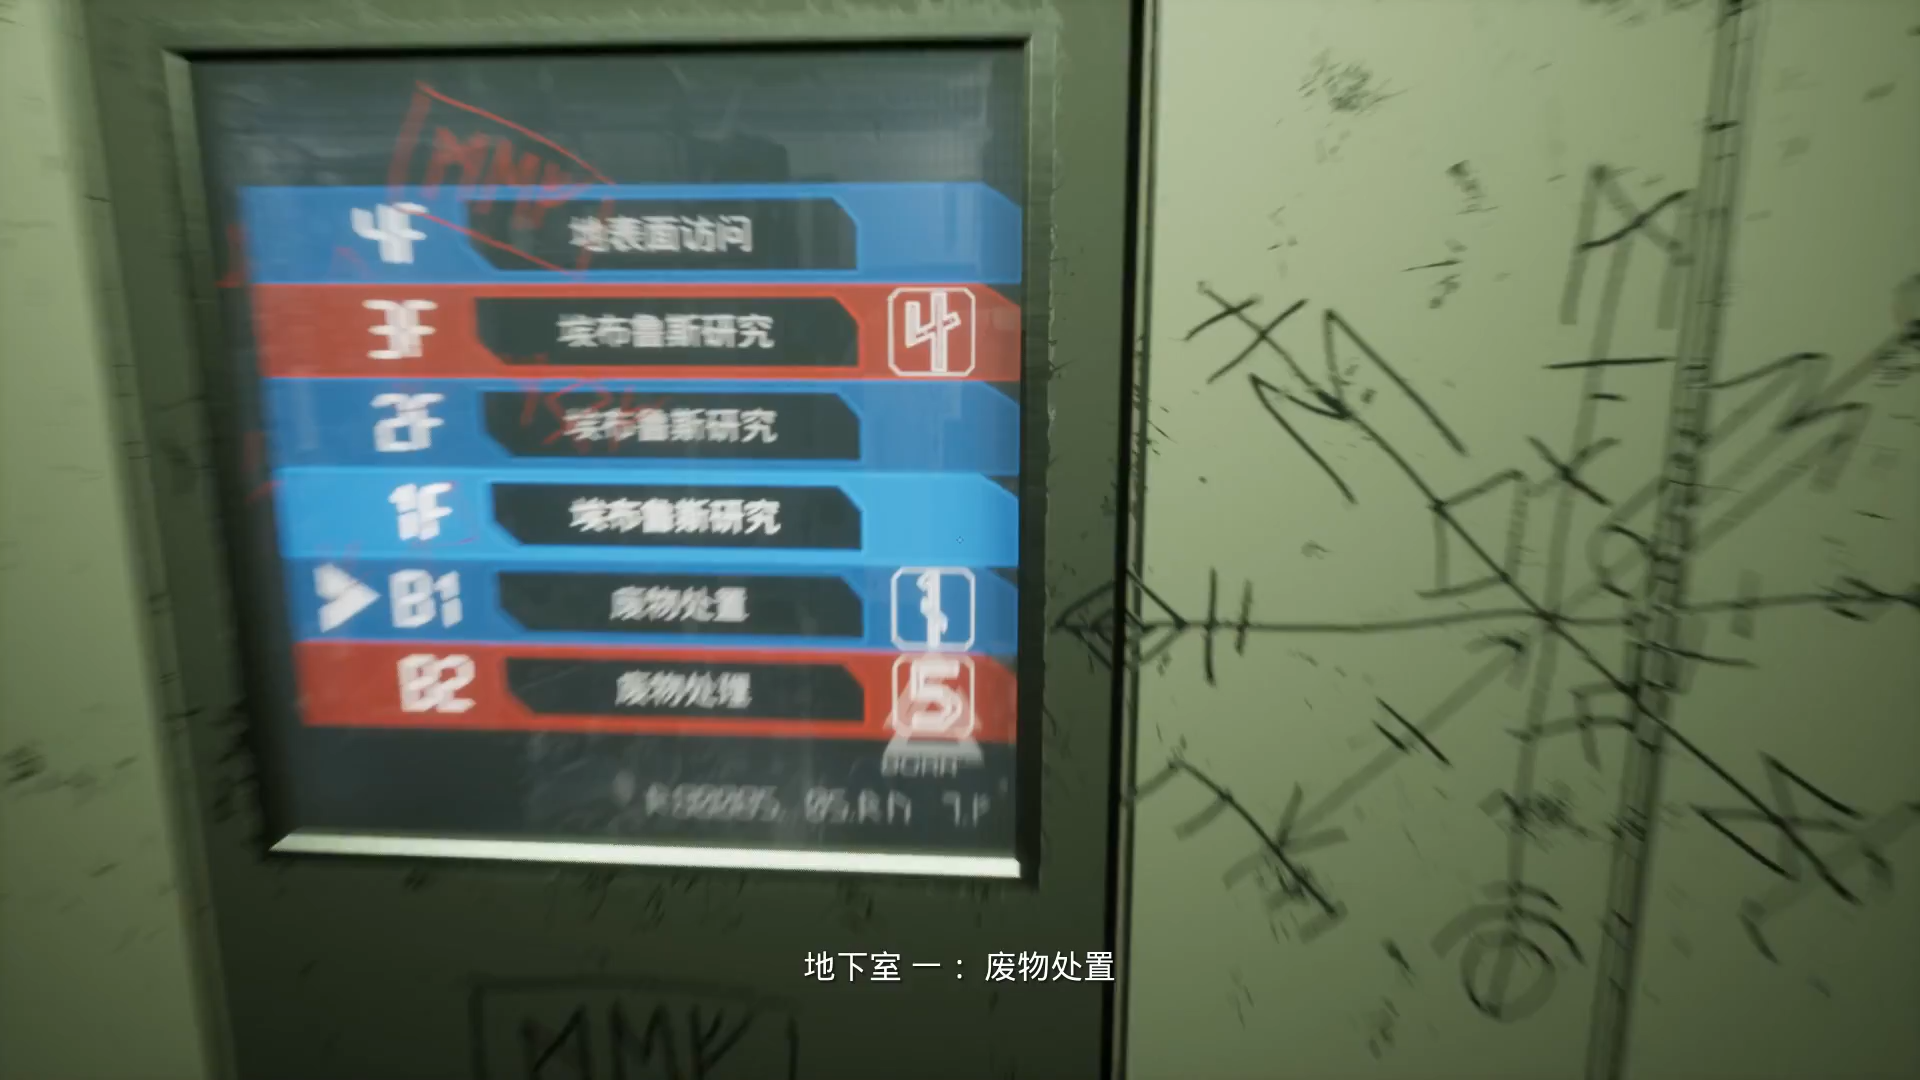 4F 地表面访问
3F 埃布鲁斯研究 4
2F 埃布鲁斯研究
1F 埃布鲁斯研究
B1 废物处置 1
B2 废物处理 5
地下室 一 ： 废物处置